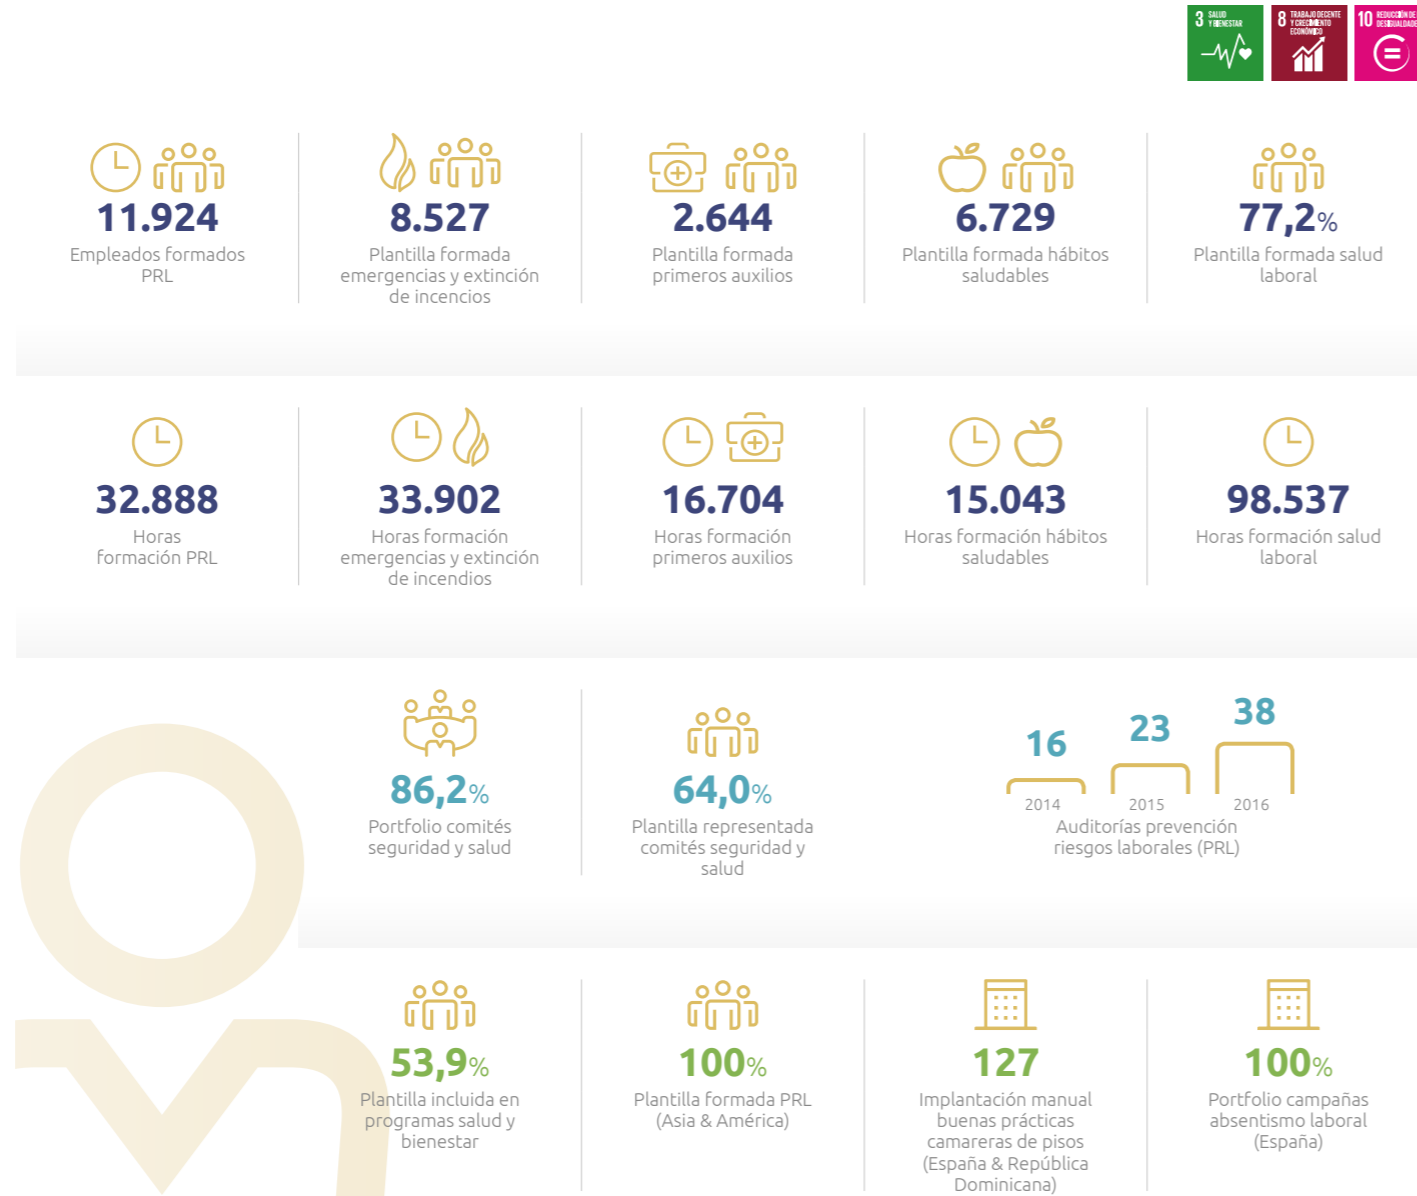 3 SALUD
Y BIENESTAR
8 TRABAJO DECENTE
Y CRECIMIENTO
ECONÓMICO
10 REDUCCIÓN DE
DESIGUALDADE
11.924
Empleados formados
PRL
8.527
Plantilla formada
emergencias y extinción
de incencios
2.644
Plantilla formada
primeros auxilios
6.729
Plantilla formada hábitos
saludables
77,2%
Plantilla formada salud
laboral
32.888
Horas
formación PRL
33.902
Horas formación
emergencias y extinción
de incendios
16.704
Horas formación
primeros auxilios
15.043
Horas formación hábitos
saludables
98.537
Horas formación salud
laboral
86,2%
Portfolio comités
seguridad y salud
64,0%
Plantilla representada
comités seguridad y
salud
16
23
38
2014
2015
2016
Auditorías prevención
riesgos laborales (PRL)
53,9%
Plantilla incluida en
programas salud y
bienestar
100%
Plantilla formada PRL
(Asia & América)
127
Implantación manual
buenas prácticas
camareras de pisos
(España & República
Dominicana)
100%
Portfolio campañas
absentismo laboral
(España)